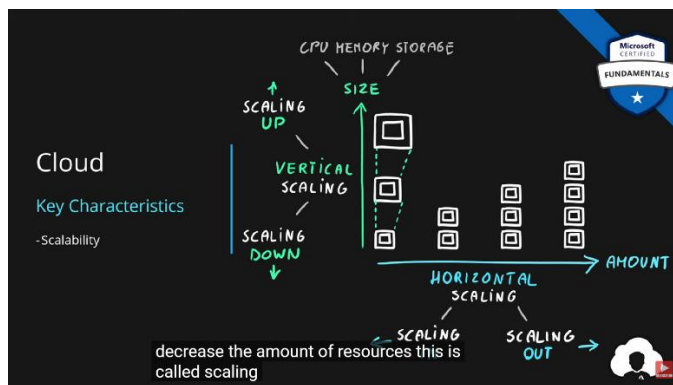 CPU MEMORY STORAGE
SIZE
SCALING
UP
VERTICAL
SCALING
SCALING
DOWN
Cloud
Key Characteristics
-Scalability
AMOUNT
HORIZONTAL
SCALING
SCALING
SCALING
OUT
decrease the amount of resources this is
called scaling
Microsoft
CERTIFIED
FUNDAMENTALS